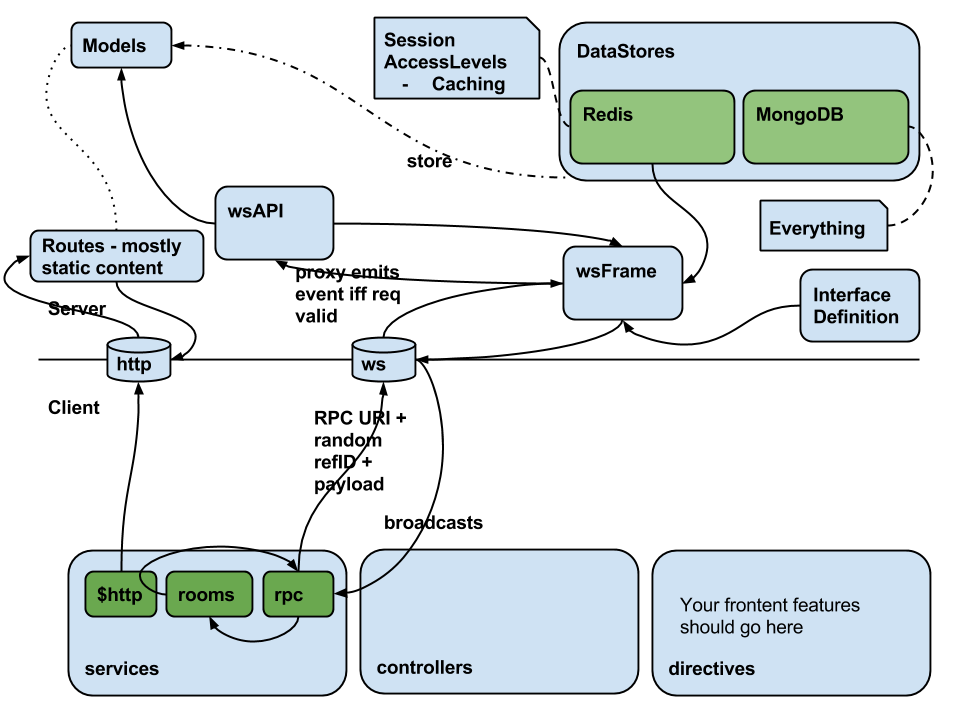 Models
Session
AccessLevels
- Caching
DataStores
Redis
MongoDB
store
wsAPI
Everything
Routes - mostly
static content
wsFrame
proxy emits
event iff req
valid
Interface
Definition
Server
http
ws
Client
RPC URI +
random
refID +
payload
broadcasts
$http
rooms
rpc
Your frontent features
should go here
services
controllers
directives